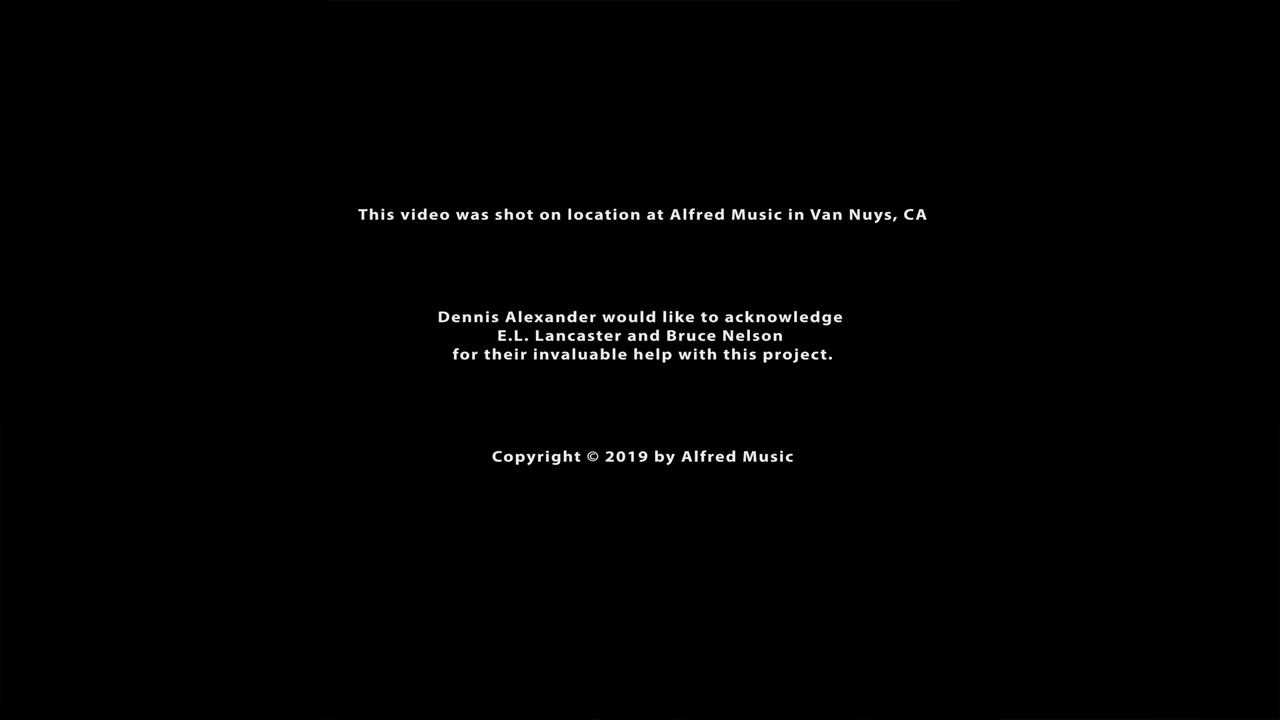 This video was shot on location at Alfred Music in Van Nuys, CA
Dennis Alexander would like to acknowledge
E.L. Lancaster and Bruce Nelson
for their invaluable help with this project.
Copyright © 2019 by Alfred Music